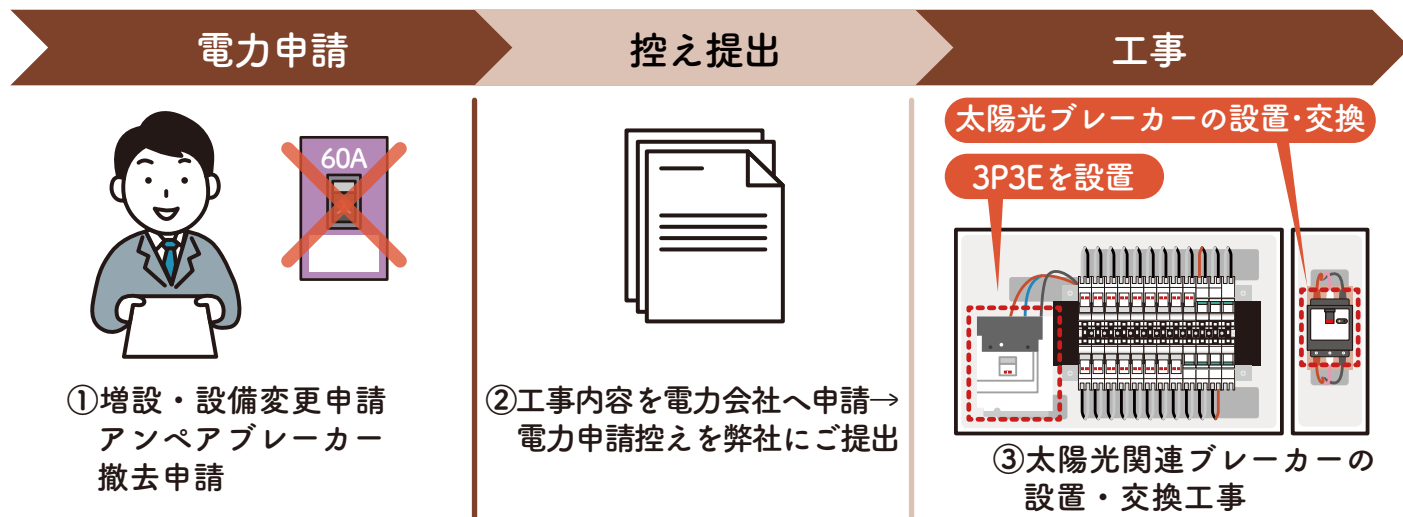 電力申請
控え提出
工事
60A
①増設・設備変更申請
アンペアブレーカー
撤去申請
②工事内容を電力会社へ申請→
電力申請控えを弊社にご提出
太陽光ブレーカーの設置・交換
3P3Eを設置
③太陽光関連ブレーカーの
設置・交換工事